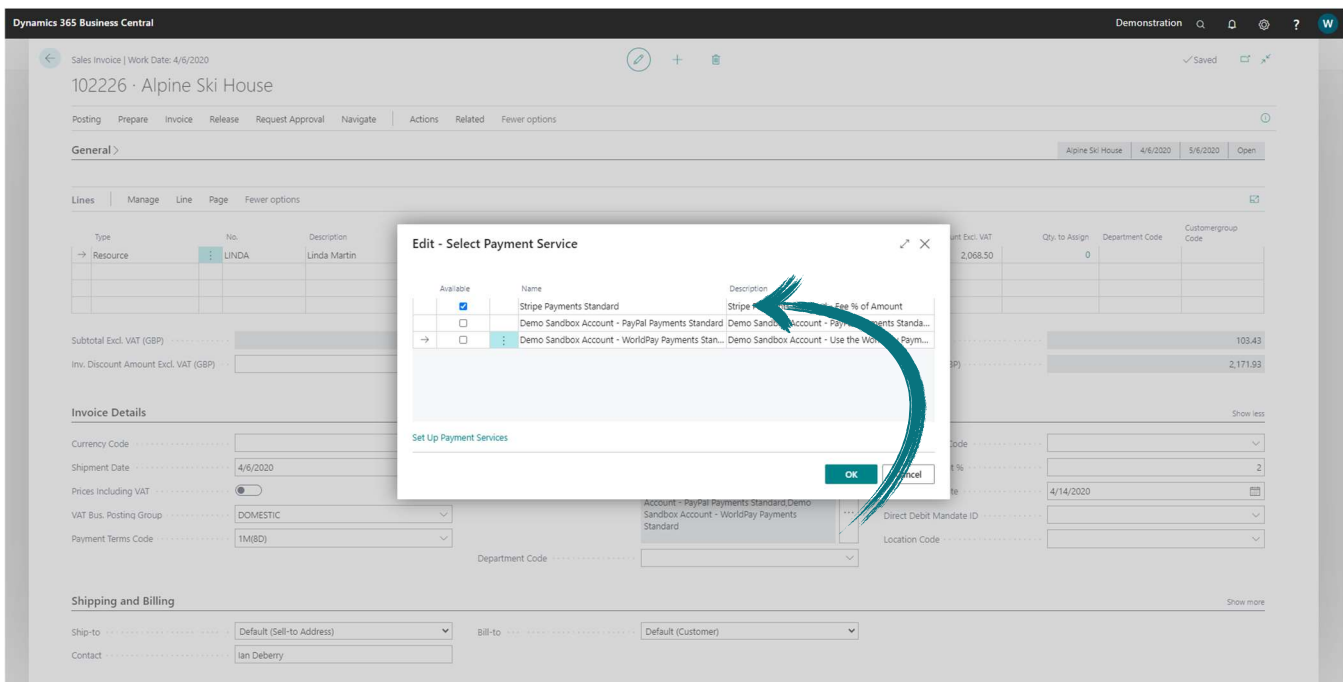 Dynamics 365 Business Central
Demonstration
?
W
Sales Invoice | Work Date: 4/6/2020
Saved
102226 · Alpine Ski House
Posting Prepare Invoice Release Request Approval Navigate Actions Related Fewer options
General
Alpine Ski House 4/6/2020 5/6/2020 Open
Lines Manage Line Page Fewer options
Type No. Description unt Excl. VAT Qty. to Assign Department Code Customergroup Code
Resource LINDA Linda Martin 2,068.50 0
Edit - Select Payment Service
Available Name Description
Stripe Payments Standard Stripe - Fee % of Amount
Demo Sandbox Account - PayPal Payments Standard Demo Sandbox Account - PayPal Payments Standa...
Demo Sandbox Account - WorldPay Payments Stan... Demo Sandbox Account - Use the WorldPay Paym...
Set Up Payment Services
OK
Subtotal Excl. VAT (GBP) 103.43
Inv. Discount Amount Excl. VAT (GBP) 2,171.93
Invoice Details
Show less
Currency Code
Shipment Date 4/6/2020 2
Prices Including VAT 4/14/2020
VAT Bus. Posting Group DOMESTIC
Payment Terms Code 1M(8D)
Account - PayPal Payments Standard,Demo
Sandbox Account - WorldPay Payments
Standard
Direct Debit Mandate ID
Location Code
Department Code
Shipping and Billing
Show more
Ship-to Default (Sell-to Address)
Bill-to Default (Customer)
Contact Ian Deberry